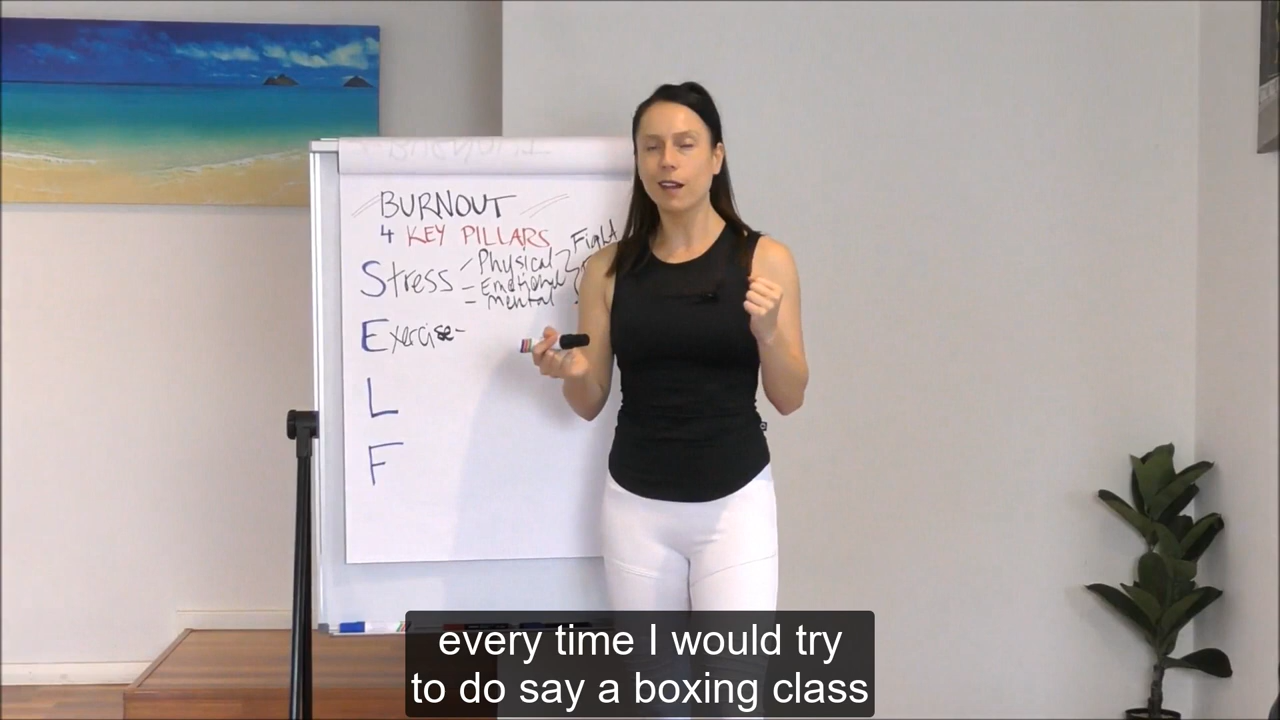 BURNOUT
4 KEY PILLARS
Stress - Physical Fight
- Emotional
- Mental
Exercise-
L
F
every time I would try
to do say a boxing class